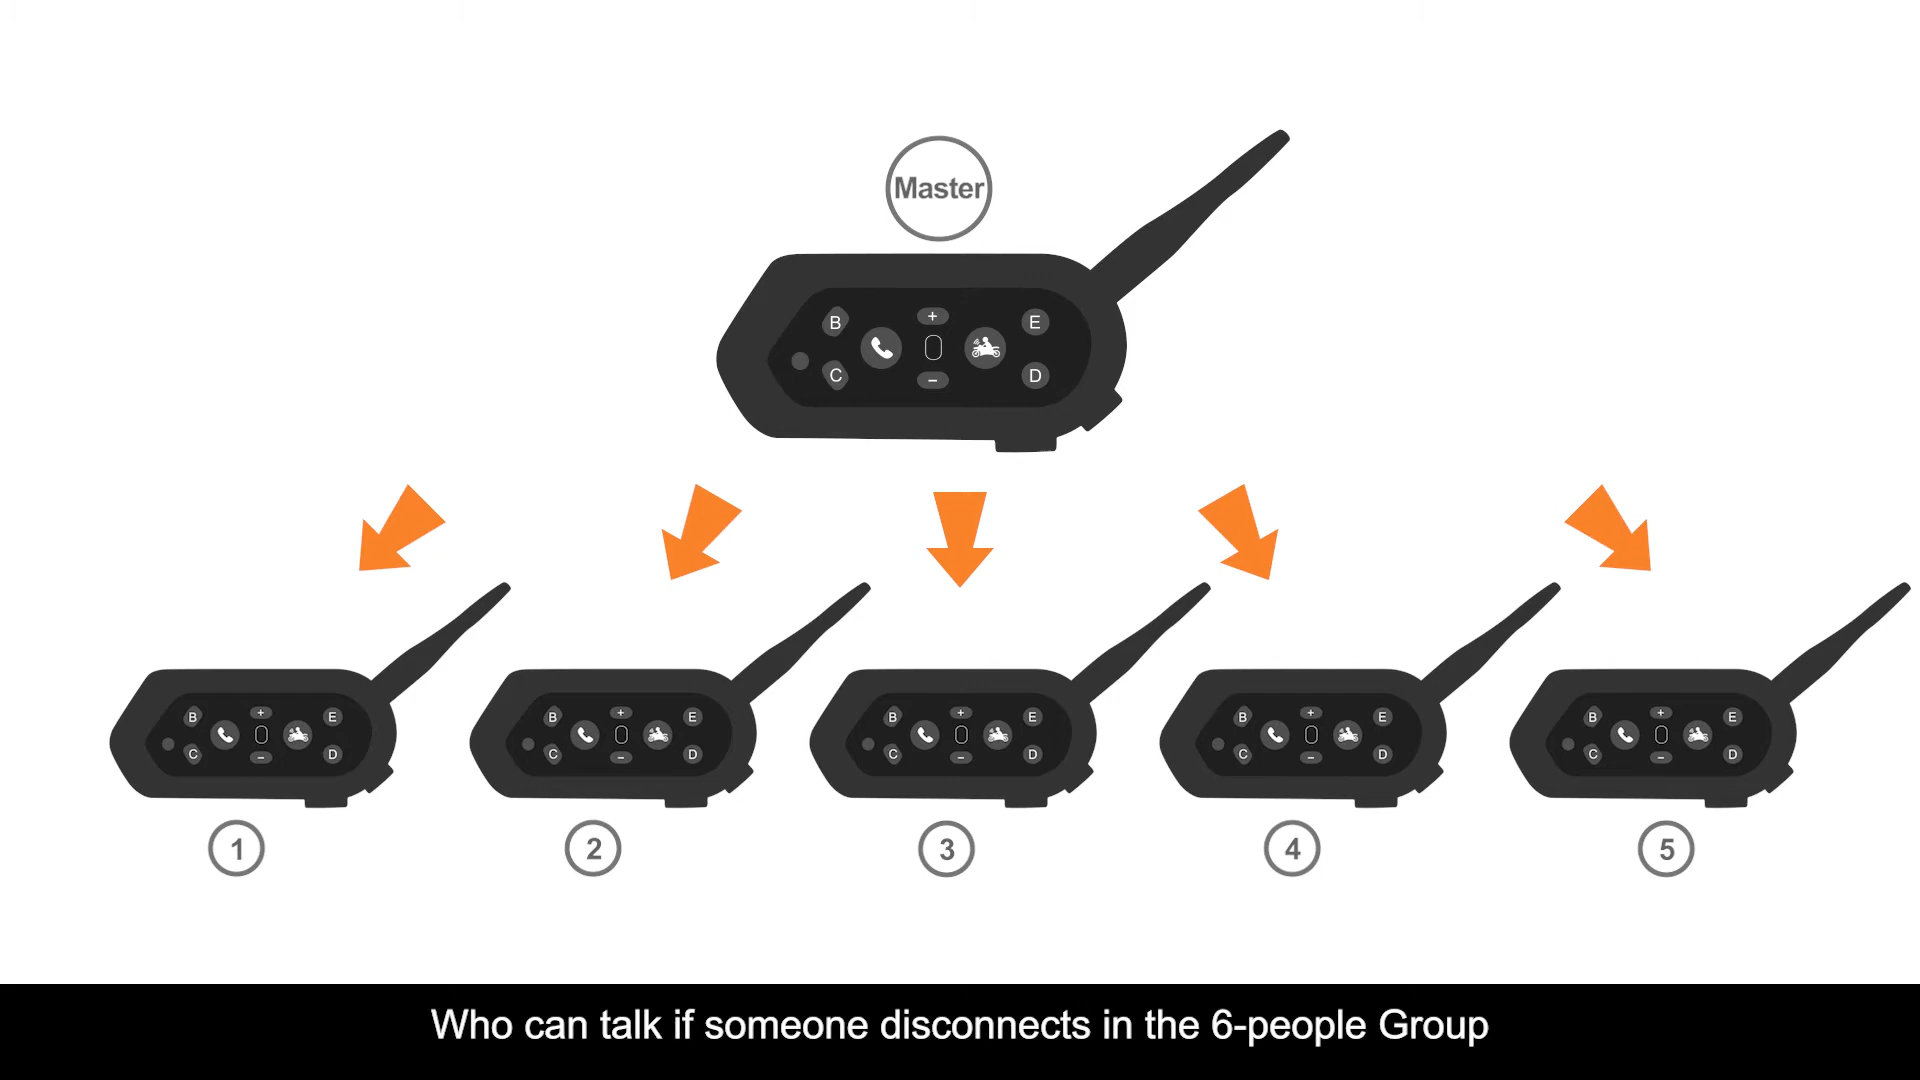 Master
B + E
C − D
B + E
C − D
B + E
C − D
B + E
C − D
B + E
C − D
B + E
C − D
1 2 3 4 5
Who can talk if someone disconnects in the 6-people Group